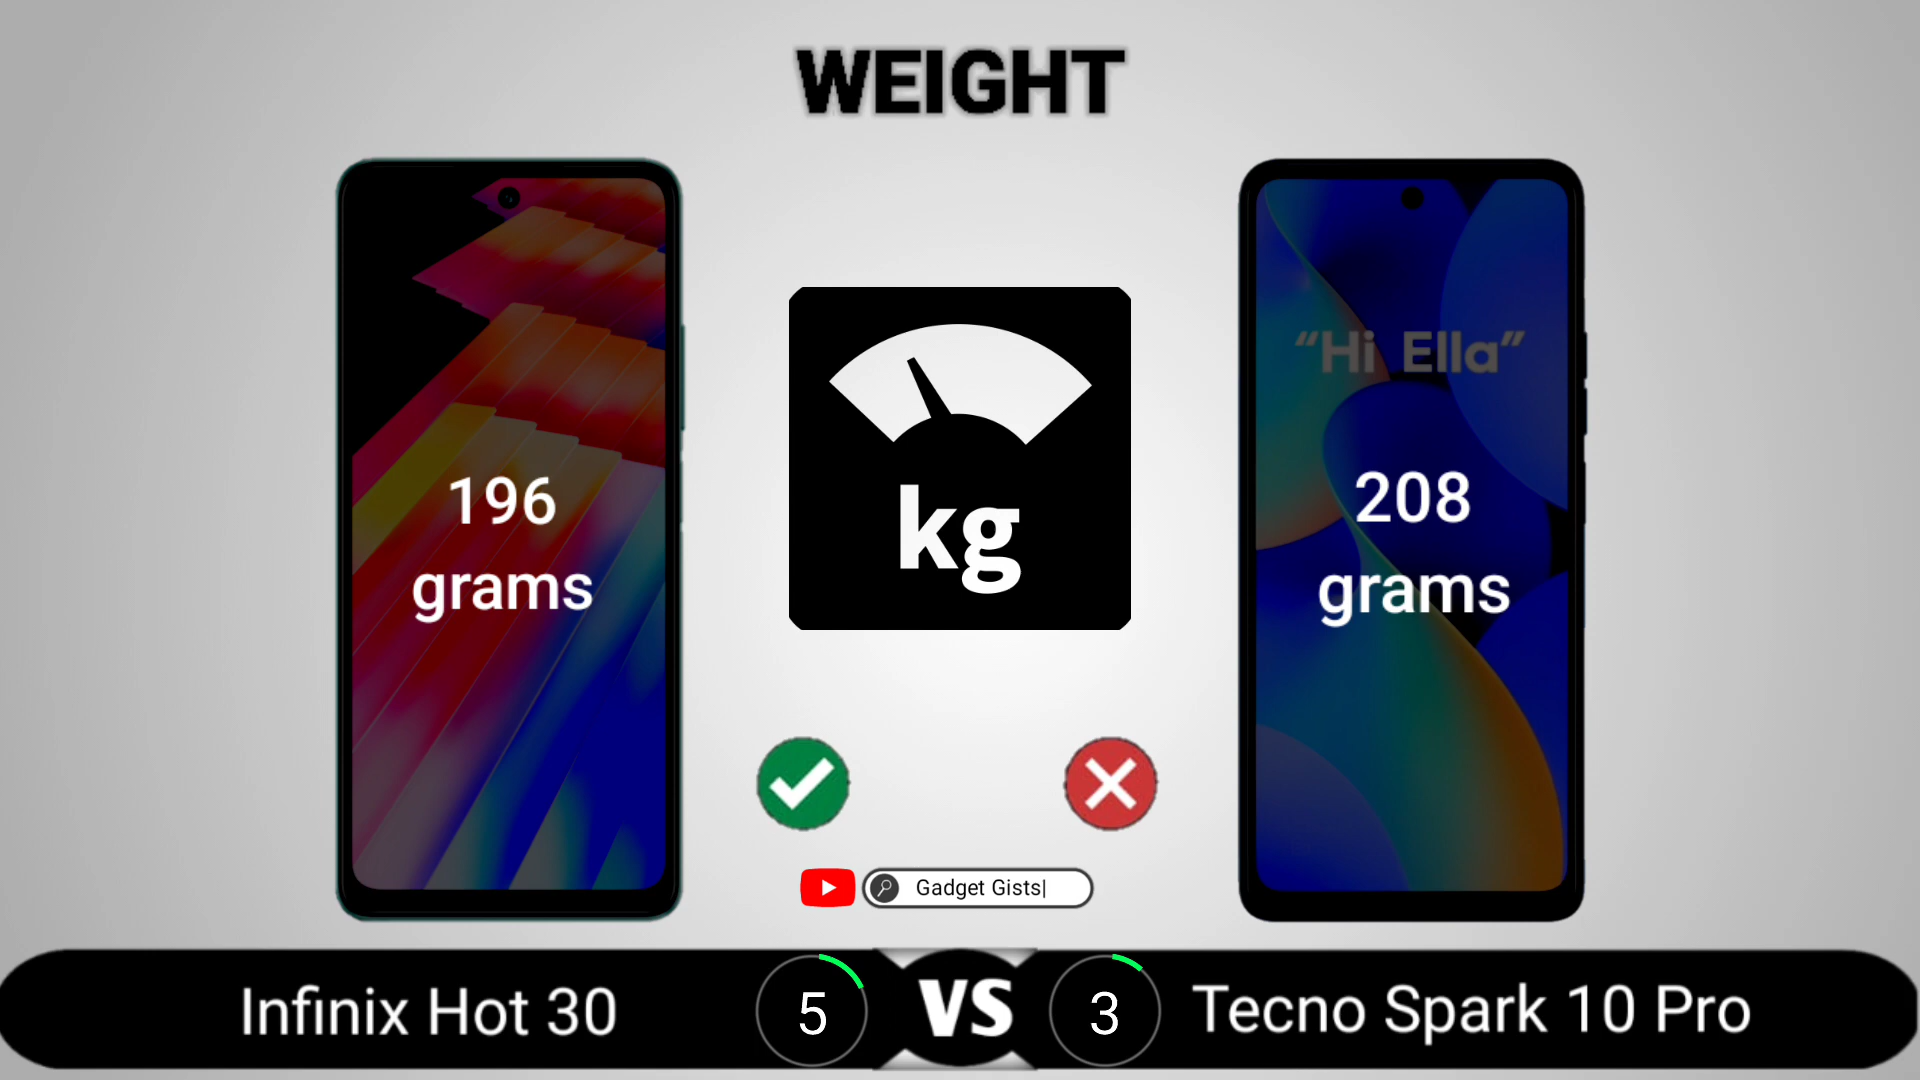 WEIGHT
“Hi Ella”
196
grams
kg
208
grams
Gadget Gists|
Infinix Hot 30
5
VS
3
Tecno Spark 10 Pro